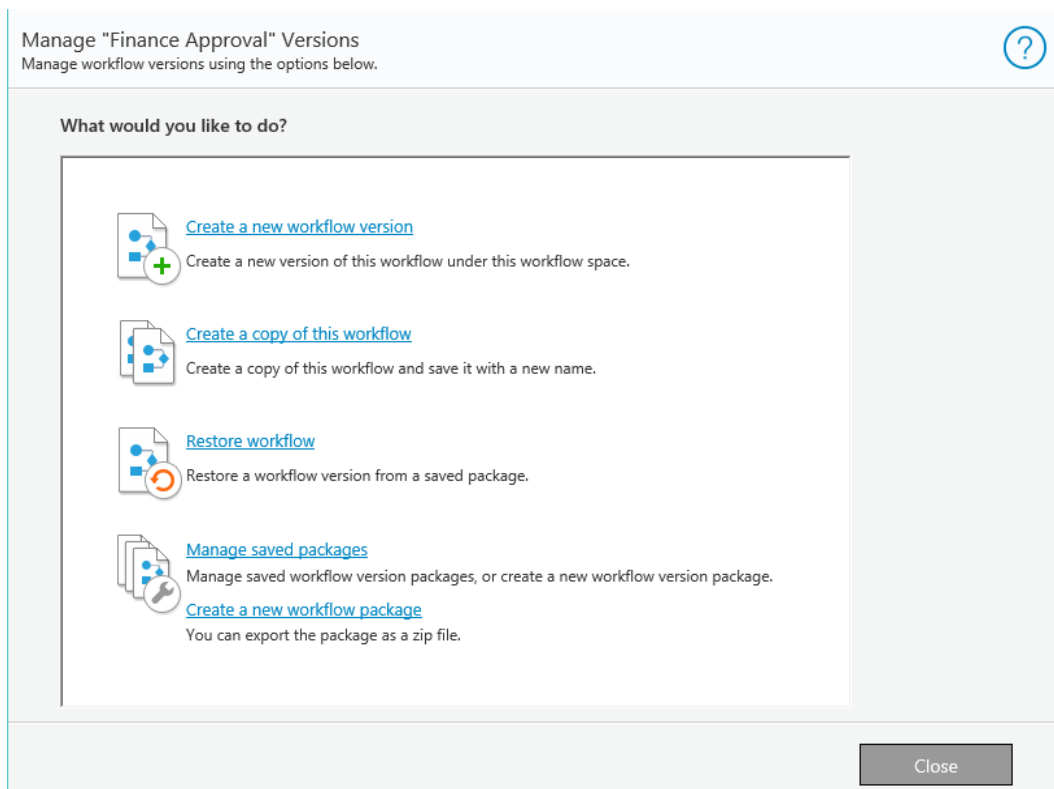 Manage "Finance Approval" Versions
Manage workflow versions using the options below.
?
What would you like to do?
Create a new workflow version
Create a new version of this workflow under this workflow space.
Create a copy of this workflow
Create a copy of this workflow and save it with a new name.
Restore workflow
Restore a workflow version from a saved package.
Manage saved packages
Manage saved workflow version packages, or create a new workflow version package.
Create a new workflow package
You can export the package as a zip file.
Close